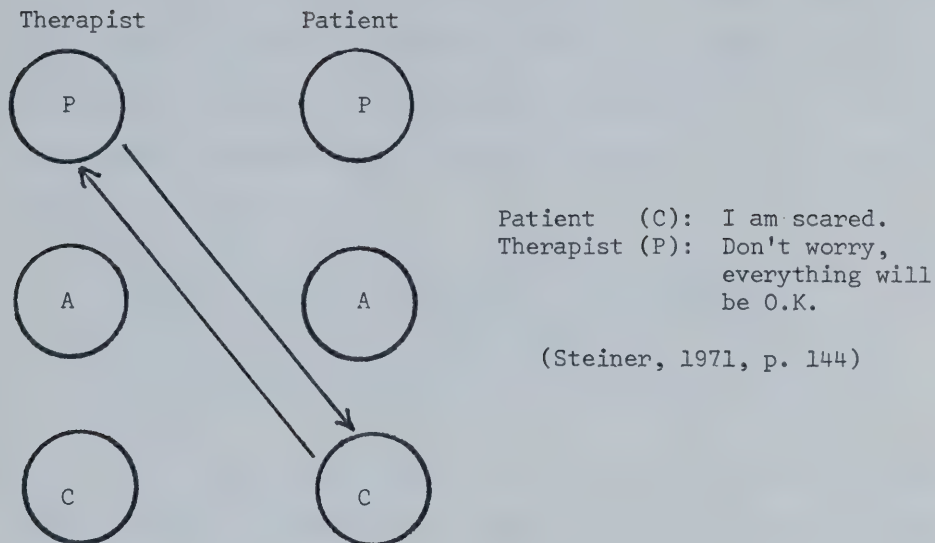 Therapist Patient
P P
Patient (C): I am scared.
Therapist (P): Don't worry,
everything will
be O.K.
A A
(Steiner, 1971, p. 144)
C C